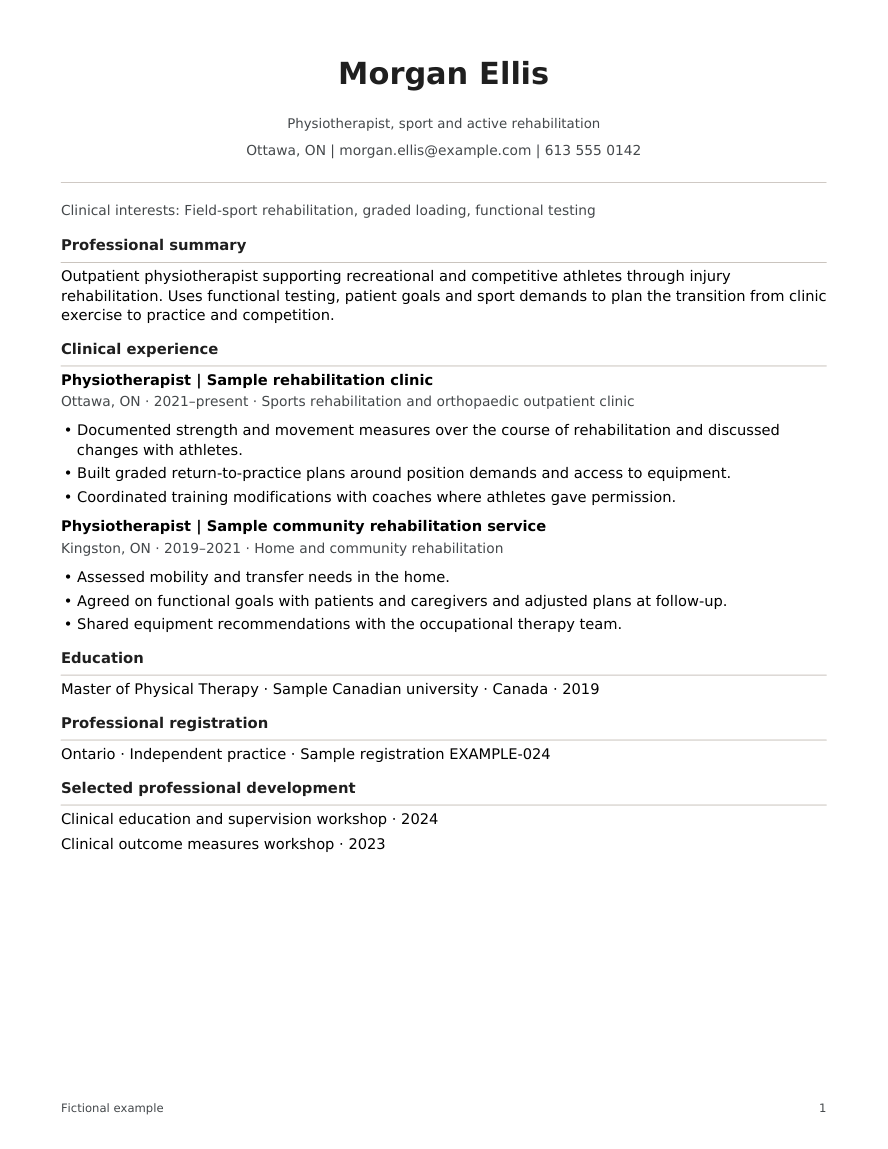 Morgan Ellis
Physiotherapist, sport and active rehabilitation
Ottawa, ON | morgan.ellis@example.com | 613 555 0142
Clinical interests: Field-sport rehabilitation, graded loading, functional testing
Professional summary
Outpatient physiotherapist supporting recreational and competitive athletes through injury
rehabilitation. Uses functional testing, patient goals and sport demands to plan the transition from clinic
exercise to practice and competition.
Clinical experience
Physiotherapist | Sample rehabilitation clinic
Ottawa, ON · 2021–present · Sports rehabilitation and orthopaedic outpatient clinic
• Documented strength and movement measures over the course of rehabilitation and discussed
changes with athletes.
• Built graded return-to-practice plans around position demands and access to equipment.
• Coordinated training modifications with coaches where athletes gave permission.
Physiotherapist | Sample community rehabilitation service
Kingston, ON · 2019–2021 · Home and community rehabilitation
• Assessed mobility and transfer needs in the home.
• Agreed on functional goals with patients and caregivers and adjusted plans at follow-up.
• Shared equipment recommendations with the occupational therapy team.
Education
Master of Physical Therapy · Sample Canadian university · Canada · 2019
Professional registration
Ontario · Independent practice · Sample registration EXAMPLE-024
Selected professional development
Clinical education and supervision workshop · 2024
Clinical outcome measures workshop · 2023
Fictional example
1